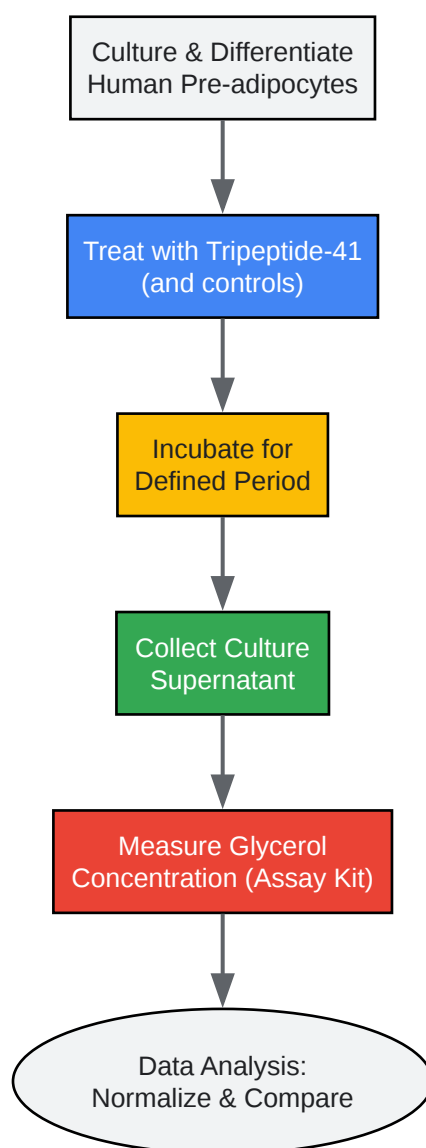 Culture & Differentiate
Human Pre-adipocytes
Treat with Tripeptide-41
(and controls)
Incubate for
Defined Period
Collect Culture
Supernatant
Measure Glycerol
Concentration (Assay Kit)
Data Analysis:
Normalize & Compare